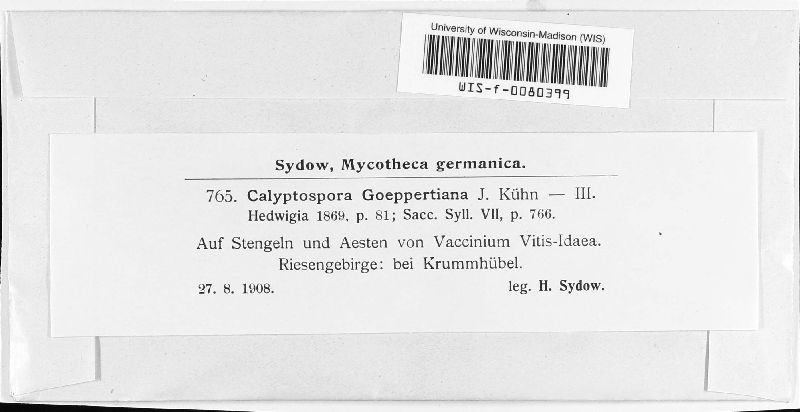 University of Wisconsin-Madison (WIS)
WIS-f-0080399
Sydow, Mycotheca germanica.
765. Calyptospora Goeppertiana J. Kühn — III.
Hedwigia 1869, p. 81; Sacc. Syll. VII, p. 766.
Auf Stengeln und Aesten von Vaccinium Vitis-Idaea.
Riesengebirge: bei Krummhübel.
27. 8. 1908. leg. H. Sydow.